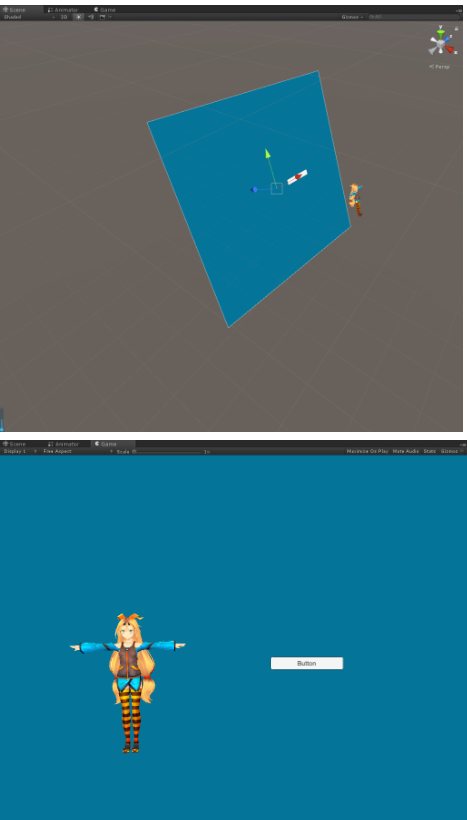 Scene Animator Game
Shaded 2D Gizmos
Y
Persp
Scene Animator Game
Display 1 Free Aspect Scale 1x Maximize On Play Mute Audio Stats Gizmos
Button